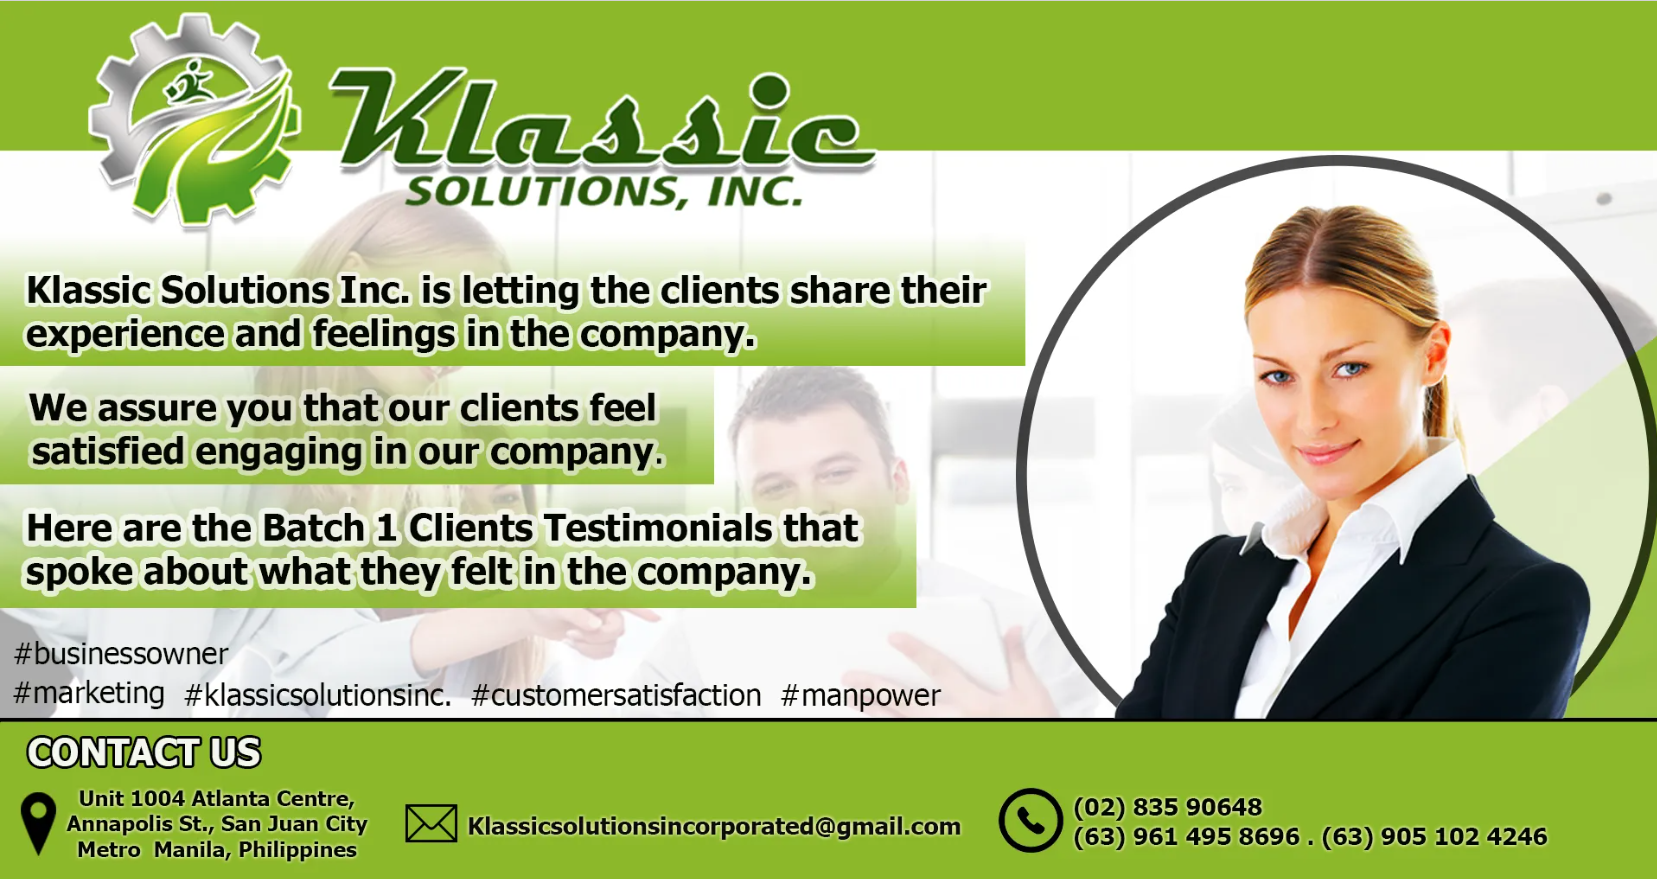 Klassic
SOLUTIONS, INC.
Klassic Solutions Inc. is letting the clients share their
experience and feelings in the company.
We assure you that our clients feel
satisfied engaging in our company.
Here are the Batch 1 Clients Testimonials that
spoke about what they felt in the company.
#businessowner
#marketing #klassicsolutionsinc. #customersatisfaction #manpower
CONTACT US
Unit 1004 Atlanta Centre,
Annapolis St., San Juan City
Metro Manila, Philippines
Klassicsolutionsincorporated@gmail.com
(02) 835 90648
(63) 961 495 8696 . (63) 905 102 4246